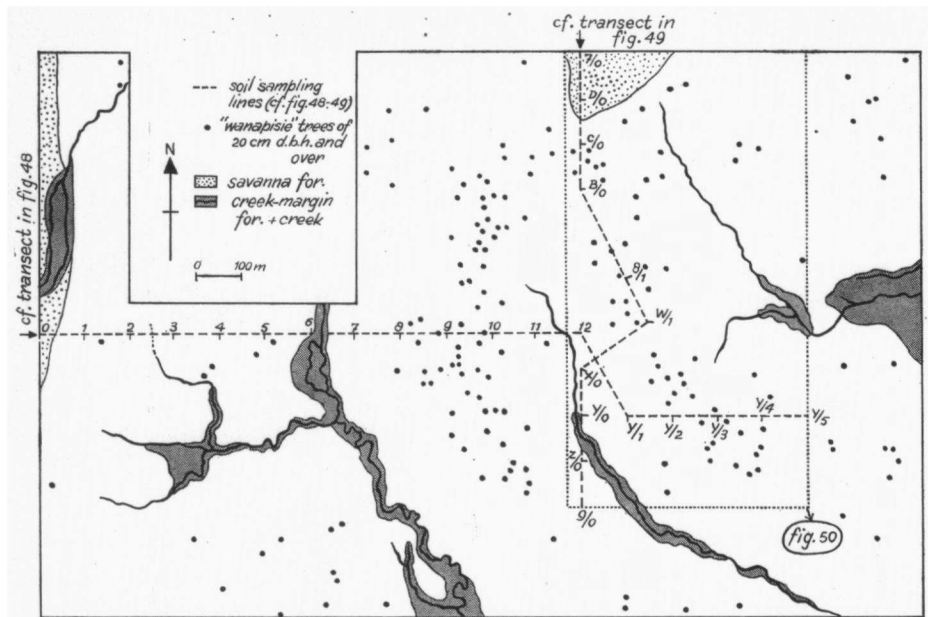 cf. transect in
fig. 49
soil sampling
lines (cf. fig. 48-49)
"wanapisie" trees of
20 cm d.b.h. and
over
savanna for.
creek-margin
for. + creek
N
0 100 m
cf. transect in fig. 48
D/0
C/0
B/0
B/1
W/1
0 1 2 3 4 5 6 7 8 9 10 11 12
X/0
Y/0 Y/1 Y/2 Y/3 Y/4 Y/5
Z/0
9/0
fig. 50